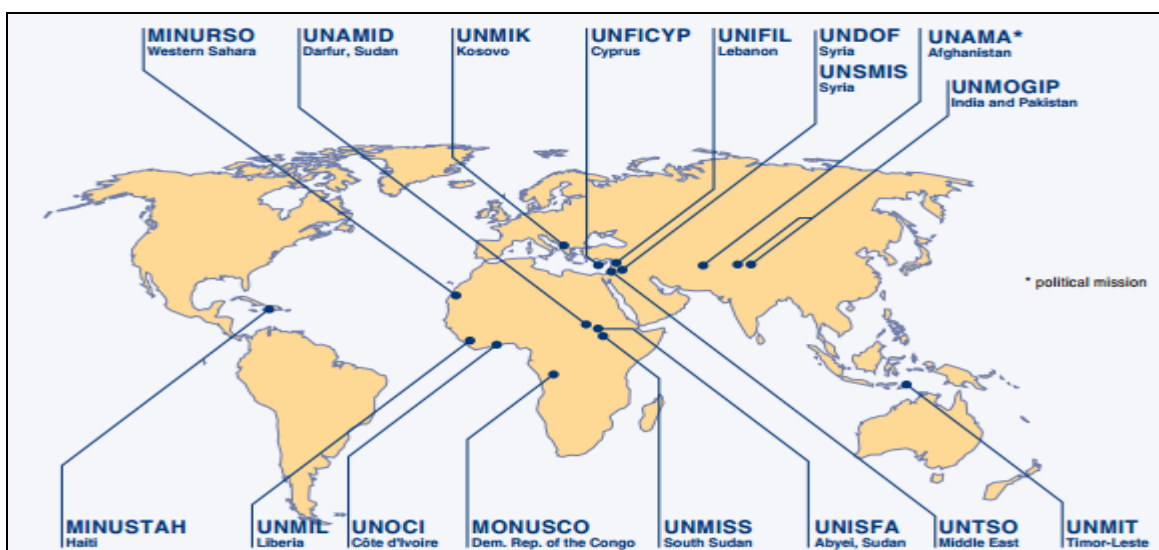 MINURSO
Western Sahara
UNAMID
Darfur, Sudan
UNMIK
Kosovo
UNFICYP
Cyprus
UNIFIL
Lebanon
UNDOF
Syria
UNSMIS
Syria
UNAMA*
Afghanistan
UNMOGIP
India and Pakistan
* political mission
MINUSTAH
Haiti
UNMIL
Liberia
UNOCI
Côte d'Ivoire
MONUSCO
Dem. Rep. of the Congo
UNMISS
South Sudan
UNISFA
Abyei, Sudan
UNTSO
Middle East
UNMIT
Timor-Leste